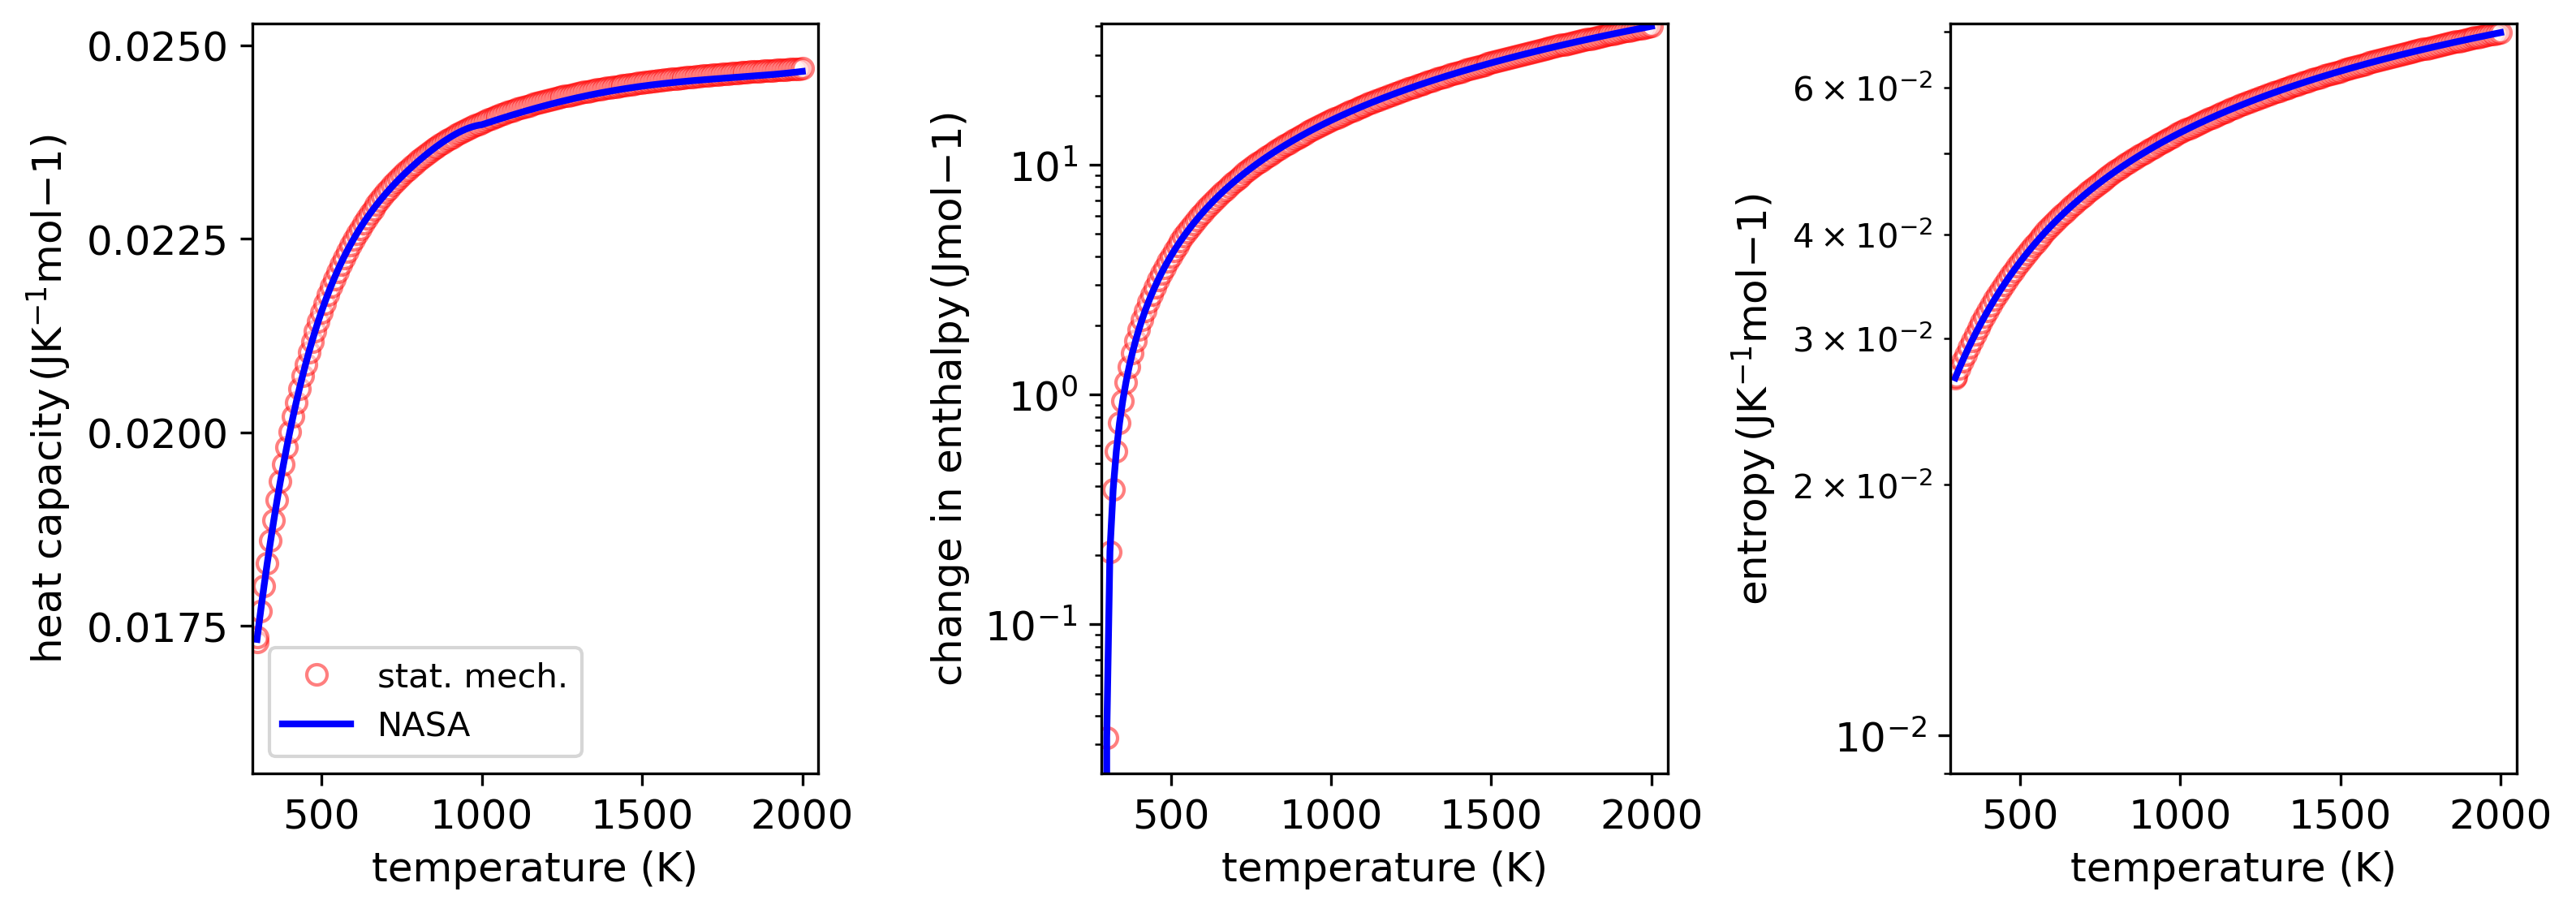 heat capacity (JK⁻¹mol−1)
0.0250
0.0225
0.0200
0.0175
stat. mech.
NASA
500 1000 1500 2000
temperature (K)
change in enthalpy (Jmol−1)
10¹
10⁰
10⁻¹
500 1000 1500 2000
temperature (K)
entropy (JK⁻¹mol−1)
6×10⁻²
4×10⁻²
3×10⁻²
2×10⁻²
10⁻²
500 1000 1500 2000
temperature (K)